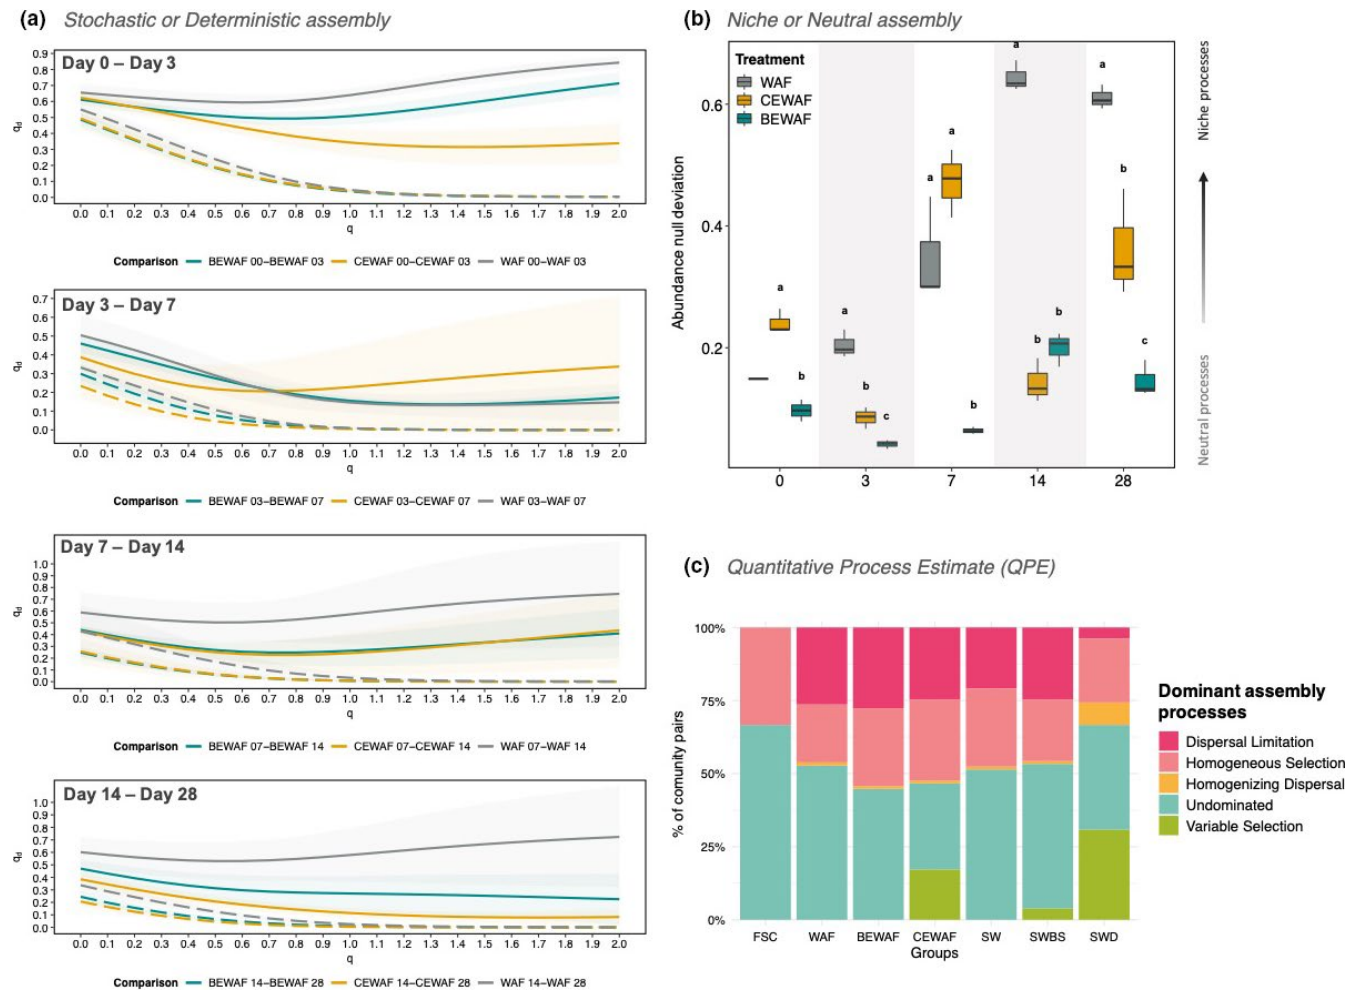 (a) Stochastic or Deterministic assembly
Day 0 – Day 3
0.9
0.8
0.7
0.6
0.5
0.4
0.3
0.2
0.1
0.0
qd
0.0 0.1 0.2 0.3 0.4 0.5 0.6 0.7 0.8 0.9 1.0 1.1 1.2 1.3 1.4 1.5 1.6 1.7 1.8 1.9 2.0
q
Comparison BEWAF 00–BEWAF 03 CEWAF 00–CEWAF 03 WAF 00–WAF 03
Day 3 – Day 7
0.7
0.6
0.5
0.4
0.3
0.2
0.1
0.0
qd
0.0 0.1 0.2 0.3 0.4 0.5 0.6 0.7 0.8 0.9 1.0 1.1 1.2 1.3 1.4 1.5 1.6 1.7 1.8 1.9 2.0
q
Comparison BEWAF 03–BEWAF 07 CEWAF 03–CEWAF 07 WAF 03–WAF 07
Day 7 – Day 14
1.0
0.9
0.8
0.7
0.6
0.5
0.4
0.3
0.2
0.1
0.0
qd
0.0 0.1 0.2 0.3 0.4 0.5 0.6 0.7 0.8 0.9 1.0 1.1 1.2 1.3 1.4 1.5 1.6 1.7 1.8 1.9 2.0
q
Comparison BEWAF 07–BEWAF 14 CEWAF 07–CEWAF 14 WAF 07–WAF 14
Day 14 – Day 28
1.0
0.9
0.8
0.7
0.6
0.5
0.4
0.3
0.2
0.1
0.0
qd
0.0 0.1 0.2 0.3 0.4 0.5 0.6 0.7 0.8 0.9 1.0 1.1 1.2 1.3 1.4 1.5 1.6 1.7 1.8 1.9 2.0
q
Comparison BEWAF 14–BEWAF 28 CEWAF 14–CEWAF 28 WAF 14–WAF 28
(b) Niche or Neutral assembly
Treatment
WAF
CEWAF
BEWAF
Abundance null deviation
0.6
0.4
0.2
a b
a b c
a a b
a b b
a b c
0 3 7 14 28
Niche processes
Neutral processes
(c) Quantitative Process Estimate (QPE)
% of comunity pairs
100%
75%
50%
25%
0%
FSC WAF BEWAF CEWAF SW SWBS SWD
Groups
Dominant assembly
processes
Dispersal Limitation
Homogeneous Selection
Homogenizing Dispersal
Undominated
Variable Selection